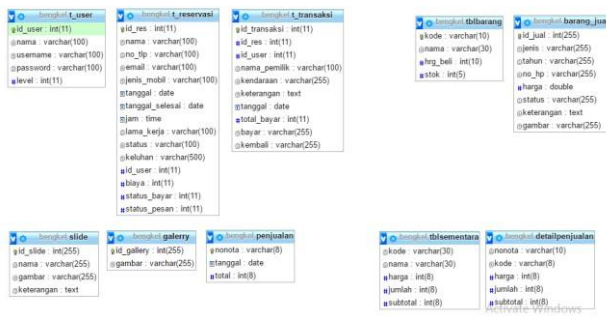 bengkel t_user
id_user : int(11)
nama : varchar(100)
username : varchar(100)
password : varchar(100)
level : int(11)
bengkel t_reservasi
id_res : int(11)
nama : varchar(100)
no_tlp : varchar(100)
email : varchar(100)
jenis_mobil : varchar(100)
tanggal : date
tanggal_selesai : date
jam : time
lama_kerja : varchar(100)
status : varchar(100)
keluhan : varchar(500)
id_user : int(11)
biaya : int(11)
status_bayar : int(11)
status_pesan : int(11)
bengkel t_transaksi
id_transaksi : int(11)
id_res : int(11)
id_user : int(11)
nama_pemilik : varchar(100)
kendaraan : varchar(255)
keterangan : text
tanggal : date
total_bayar : int(11)
bayar : varchar(255)
kembali : varchar(255)
bengkel tblbarang
kode : varchar(10)
nama : varchar(30)
hrg_beli : int(10)
stok : int(5)
bengkel barang_jua
id_jual : int(255)
jenis : varchar(255)
tahun : varchar(255)
no_hp : varchar(255)
harga : double
status : varchar(255)
keterangan : text
gambar : varchar(255)
bengkel slide
id_slide : int(255)
nama : varchar(255)
gambar : varchar(255)
keterangan : text
bengkel galerry
id_gallery : int(255)
gambar : varchar(255)
bengkel penjualan
nonota : varchar(8)
tanggal : date
total : int(8)
bengkel tblsementara
kode : varchar(30)
nama : varchar(30)
harga : int(8)
jumlah : int(8)
subtotal : int(8)
bengkel detailpenjualan
nonota : varchar(10)
kode : varchar(8)
harga : int(8)
jumlah : int(8)
subtotal : int(8)
Activate Windows